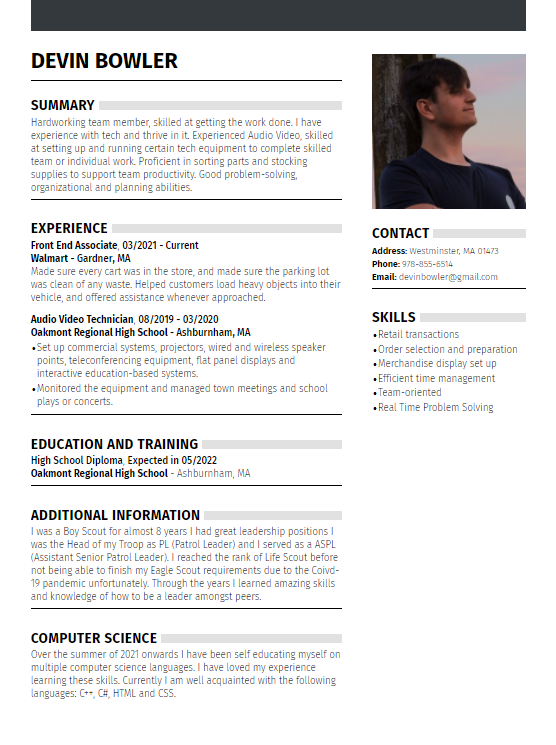 DEVIN BOWLER
SUMMARY
Hardworking team member, skilled at getting the work done. I have
experience with tech and thrive in it. Experienced Audio Video, skilled
at setting up and running certain tech equipment to complete skilled
team or individual work. Proficient in sorting parts and stocking
supplies to support team productivity. Good problem-solving,
organizational and planning abilities.
EXPERIENCE
Front End Associate, 03/2021 - Current
Walmart - Gardner, MA
Made sure every cart was in the store, and made sure the parking lot
was clean of any waste. Helped customers load heavy objects into their
vehicle, and offered assistance whenever approached.
Audio Video Technician, 08/2019 - 03/2020
Oakmont Regional High School - Ashburnham, MA
•Set up commercial systems, projectors, wired and wireless speaker
points, teleconferencing equipment, flat panel displays and
interactive education-based systems.
•Monitored the equipment and managed town meetings and school
plays or concerts.
EDUCATION AND TRAINING
High School Diploma, Expected in 05/2022
Oakmont Regional High School - Ashburnham, MA
ADDITIONAL INFORMATION
I was a Boy Scout for almost 8 years I had great leadership positions I
was the Head of my Troop as PL (Patrol Leader) and I served as a ASPL
(Assistant Senior Patrol Leader). I reached the rank of Life Scout before
not being able to finish my Eagle Scout requirements due to the Coivd-
19 pandemic unfortunately. Through the years I learned amazing skills
and knowledge of how to be a leader amongst peers.
COMPUTER SCIENCE
Over the summer of 2021 onwards I have been self educating myself on
multiple computer science languages. I have loved my experience
learning these skills. Currently I am well acquainted with the following
languages: C++, C#, HTML and CSS.
CONTACT
Address: Westminster, MA 01473
Phone: 978-855-6514
Email: devinbowler@gmail.com
SKILLS
•Retail transactions
•Order selection and preparation
•Merchandise display set up
•Efficient time management
•Team-oriented
•Real Time Problem Solving